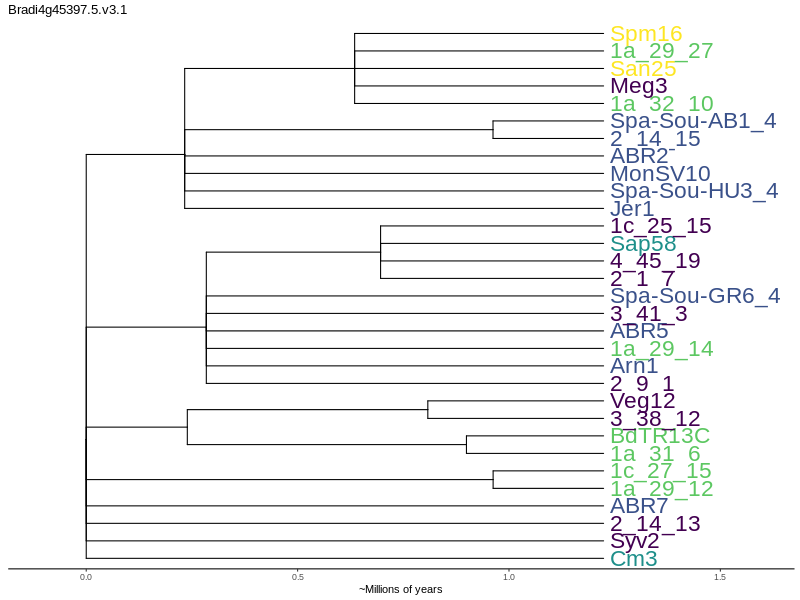 Bradi4g45397.5.v3.1
Spm16
1a_29_27
San25
Meg3
1a_32_10
Spa-Sou-AB1_4
2_14_15
ABR2
MonSV10
Spa-Sou-HU3_4
Jer1
1c_25_15
Sap58
4_45_19
2_1_7
Spa-Sou-GR6_4
3_41_3
ABR5
1a_29_14
Arn1
2_9_1
Veg12
3_38_12
BdTR13C
1a_31_6
1c_27_15
1a_29_12
ABR7
2_14_13
Syv2
Cm3
0.0 0.5 1.0 1.5
~Millions of years